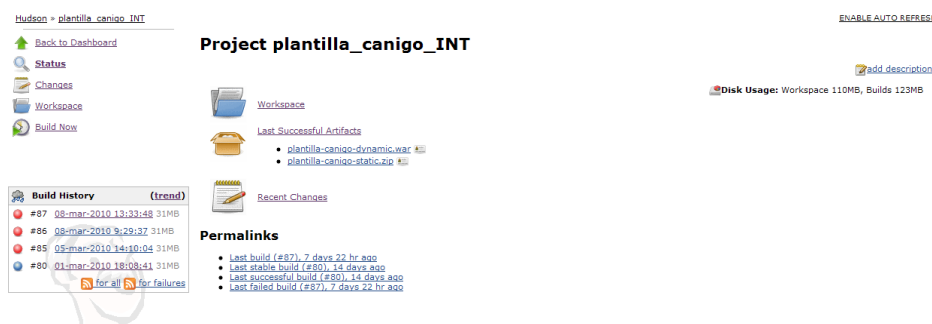 Hudson » plantilla_canigo_INT
ENABLE AUTO REFRES
Back to Dashboard
Status
Changes
Workspace
Build Now
Project plantilla_canigo_INT
add description
Disk Usage: Workspace 110MB, Builds 123MB
Workspace
Last Successful Artifacts
plantilla-canigo-dynamic.war
plantilla-canigo-static.zip
Recent Changes
Build History (trend)
#87 08-mar-2010 13:33:48 31MB
#86 08-mar-2010 9:29:37 31MB
#85 05-mar-2010 14:10:04 31MB
#80 01-mar-2010 18:08:41 31MB
for all for failures
Permalinks
Last build (#87), 7 days 22 hr ago
Last stable build (#80), 14 days ago
Last successful build (#80), 14 days ago
Last failed build (#87), 7 days 22 hr ago